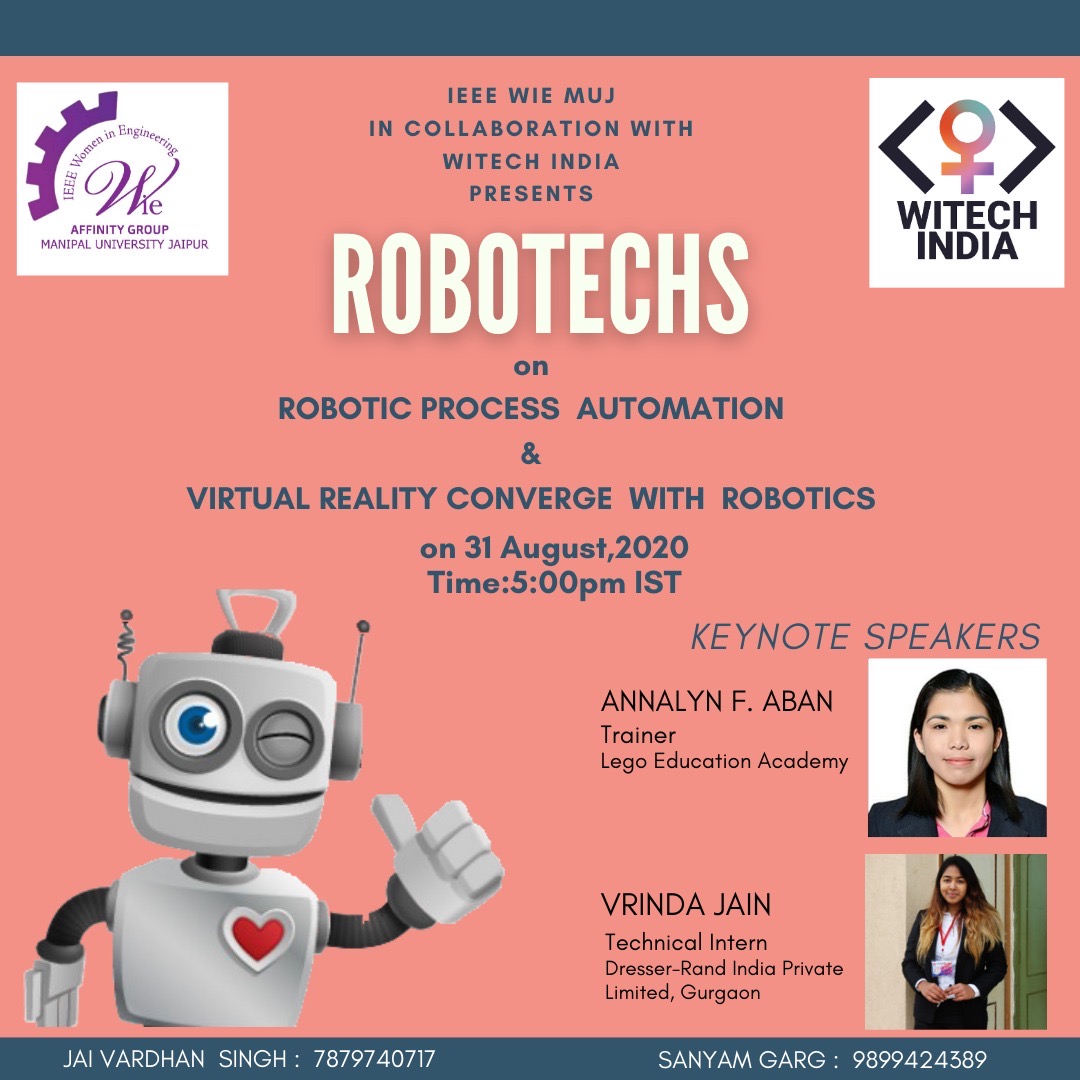 IEEE Women in Engineering
Wie
AFFINITY GROUP
MANIPAL UNIVERSITY JAIPUR
IEEE WIE MUJ
IN COLLABORATION WITH
WITECH INDIA
PRESENTS
WITECH
INDIA
ROBOTECHS
on
ROBOTIC PROCESS AUTOMATION
&
VIRTUAL REALITY CONVERGE WITH ROBOTICS
on 31 August,2020
Time:5:00pm IST
KEYNOTE SPEAKERS
ANNALYN F. ABAN
Trainer
Lego Education Academy
VRINDA JAIN
Technical Intern
Dresser-Rand India Private
Limited, Gurgaon
JAI VARDHAN SINGH : 7879740717
SANYAM GARG : 9899424389